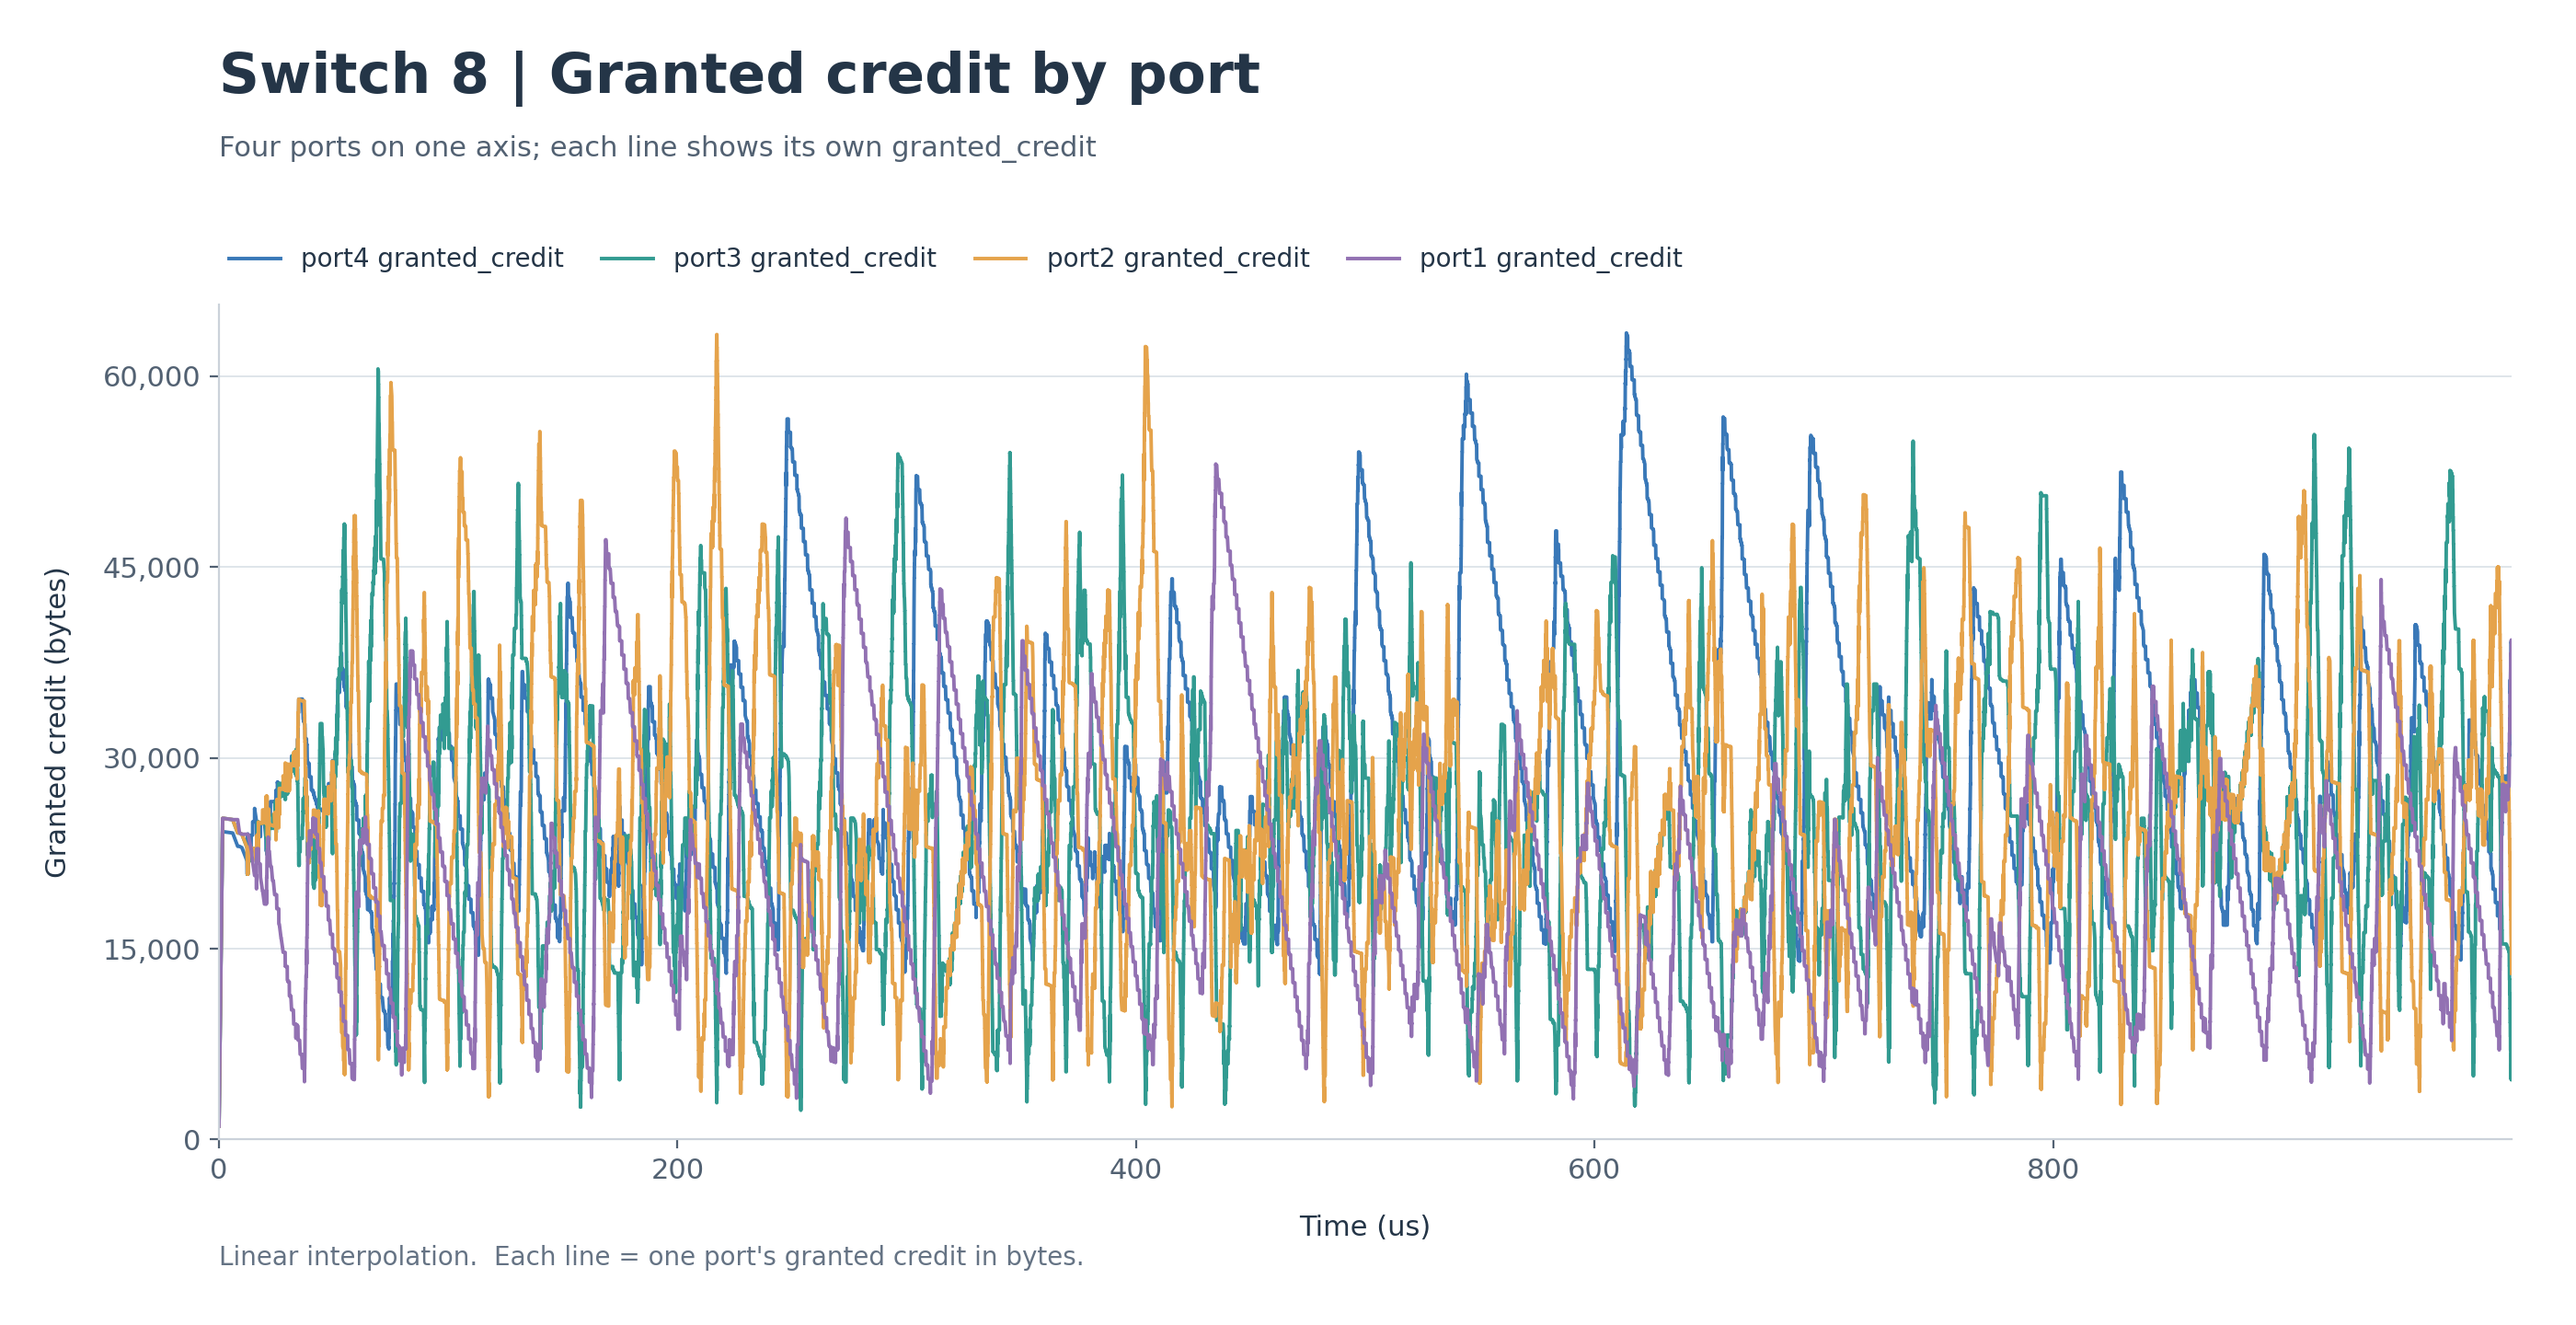 Switch 8 | Granted credit by port
Four ports on one axis; each line shows its own granted_credit
port4 granted_credit
port3 granted_credit
port2 granted_credit
port1 granted_credit
Granted credit (bytes)
60,000
45,000
30,000
15,000
0
0
200
400
600
800
Time (us)
Linear interpolation.  Each line = one port's granted credit in bytes.